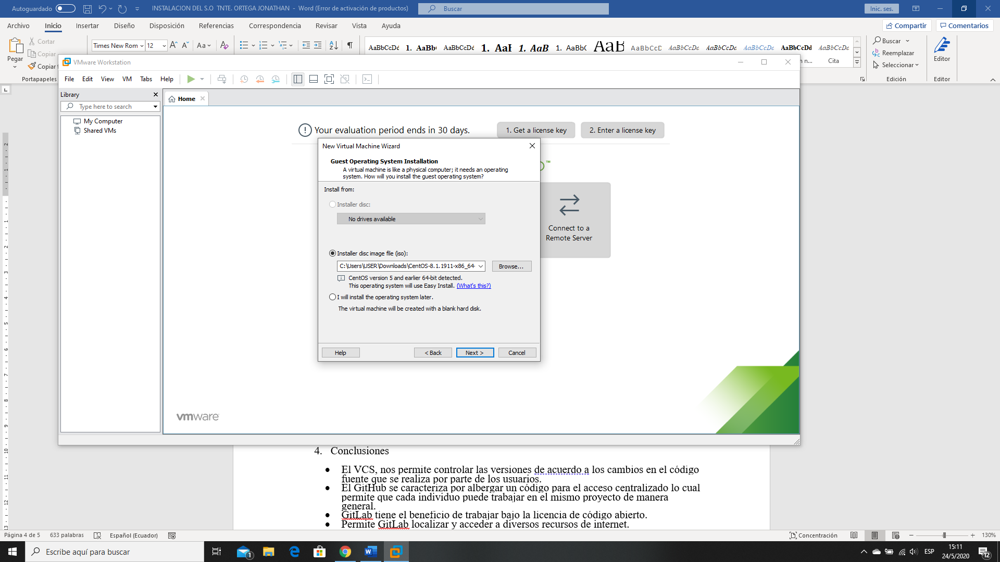 Autoguardado
INSTALACION DEL S.O TNTE. ORTEGA JONATHAN - Word (Error de activación de productos)
Buscar
Inic. ses.
Archivo Inicio Insertar Diseño Disposición Referencias Correspondencia Revisar Vista Ayuda
Compartir Comentarios
Pegar
Cortar
Copiar
Copiar
Portapapeles
Times New Rom 12
AaBbCcDd 1. AaBb AaBbCcDd 1. AaI 1. AaB 1. AaBb( AaB AaBbCcD AaBbCcDc AaBbCcDc AaBbCcDc AaBbCcDd AaBbCcDc
n n... Cita
Buscar
Reemplazar
Seleccionar
Edición
Editor
Editor
VMware Workstation
File Edit View VM Tabs Help
Library
Type here to search
My Computer
Shared VMs
Home
Your evaluation period ends in 30 days.
1. Get a license key
2. Enter a license key
New Virtual Machine Wizard
Guest Operating System Installation
A virtual machine is like a physical computer; it needs an operating
system. How will you install the guest operating system?
Install from:
Installer disc:
No drives available
Installer disc image file (iso):
C:\Users\USER\Downloads\CentOS-8.1.1911-x86_64-
Browse...
CentOS version 5 and earlier 64-bit detected.
This operating system will use Easy Install. (What's this?)
I will install the operating system later.
The virtual machine will be created with a blank hard disk.
Help < Back Next > Cancel
™
Connect to a
Remote Server
vmware
4. Conclusiones
• El VCS, nos permite controlar las versiones de acuerdo a los cambios en el código
fuente que se realiza por parte de los usuarios.
• El GitHub se caracteriza por albergar un código para el acceso centralizado lo cual
permite que cada individuo puede trabajar en el mismo proyecto de manera
general.
• GitLab tiene el beneficio de trabajar bajo la licencia de código abierto.
• Permite GitLab localizar y acceder a diversos recursos de internet.
Página 4 de 5 633 palabras Español (Ecuador)
Concentración
130%
Escribe aquí para buscar
1
ESP
15:11
24/5/2020
12